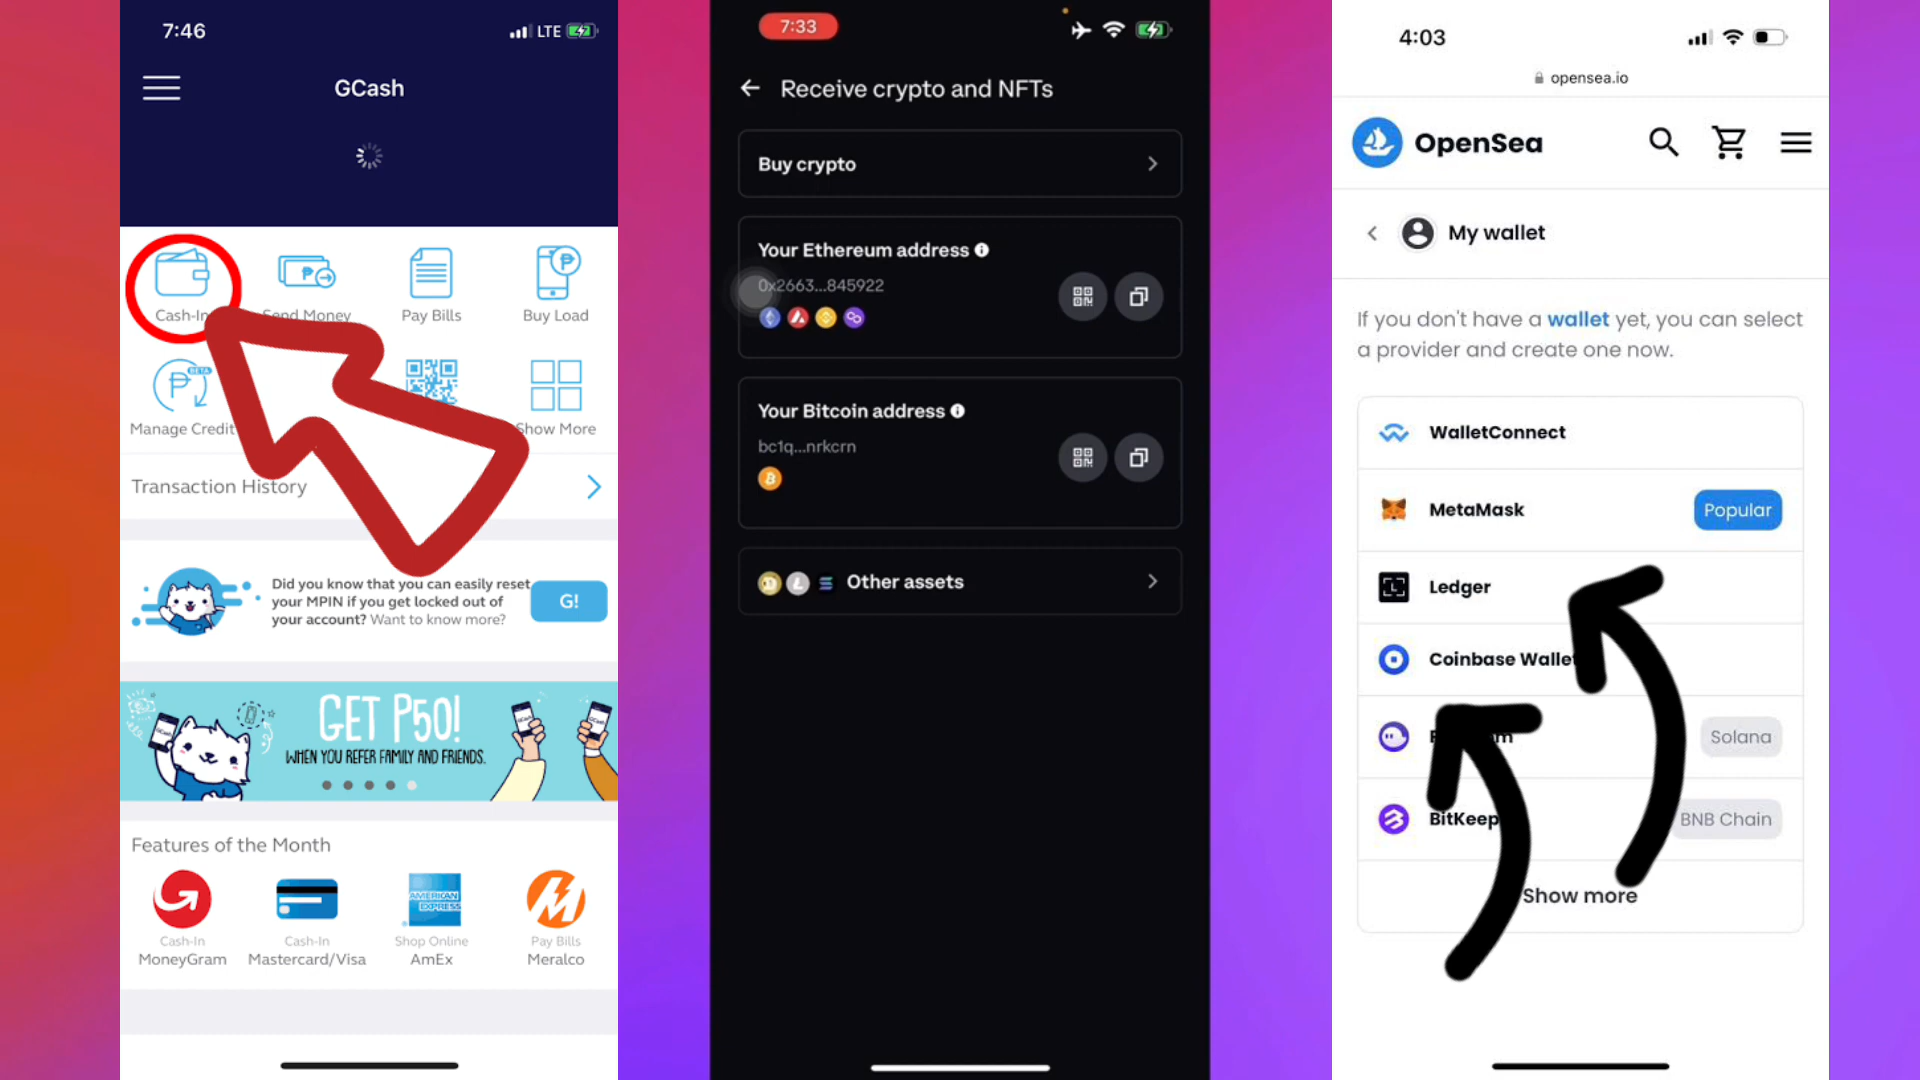 7:46
LTE
GCash
Cash-In
Send Money
Pay Bills
Buy Load
BETA
Manage Credit
Show More
Transaction History
Did you know that you can easily reset
your MPIN if you get locked out of
your account? Want to know more?
G!
GET P50!
WHEN YOU REFER FAMILY AND FRIENDS.
Features of the Month
AMERICAN
EXPRESS
Cash-In
MoneyGram
Cash-In
Mastercard/Visa
Shop Online
AmEx
Pay Bills
Meralco
7:33
Receive crypto and NFTs
Buy crypto
Your Ethereum address
0x2663...845922
Your Bitcoin address
bc1q...nrkcrn
Other assets
4:03
opensea.io
OpenSea
My wallet
If you don't have a wallet yet, you can select
a provider and create one now.
WalletConnect
MetaMask
Popular
Ledger
Coinbase Wallet
Solana
BitKeep
BNB Chain
Show more